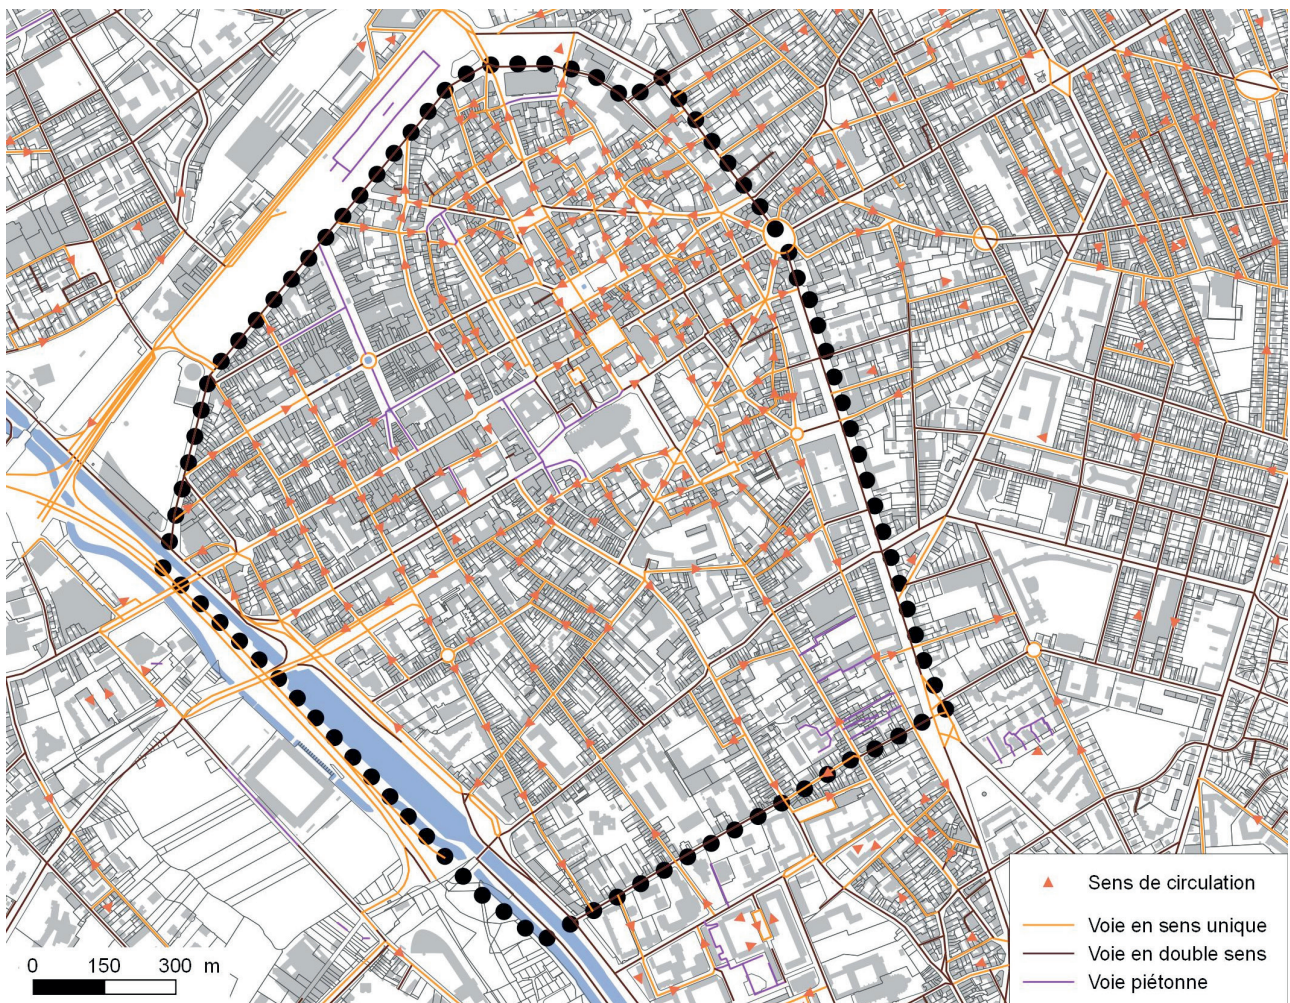 Sens de circulation
Voie en sens unique
Voie en double sens
Voie piétonne
0 150 300 m